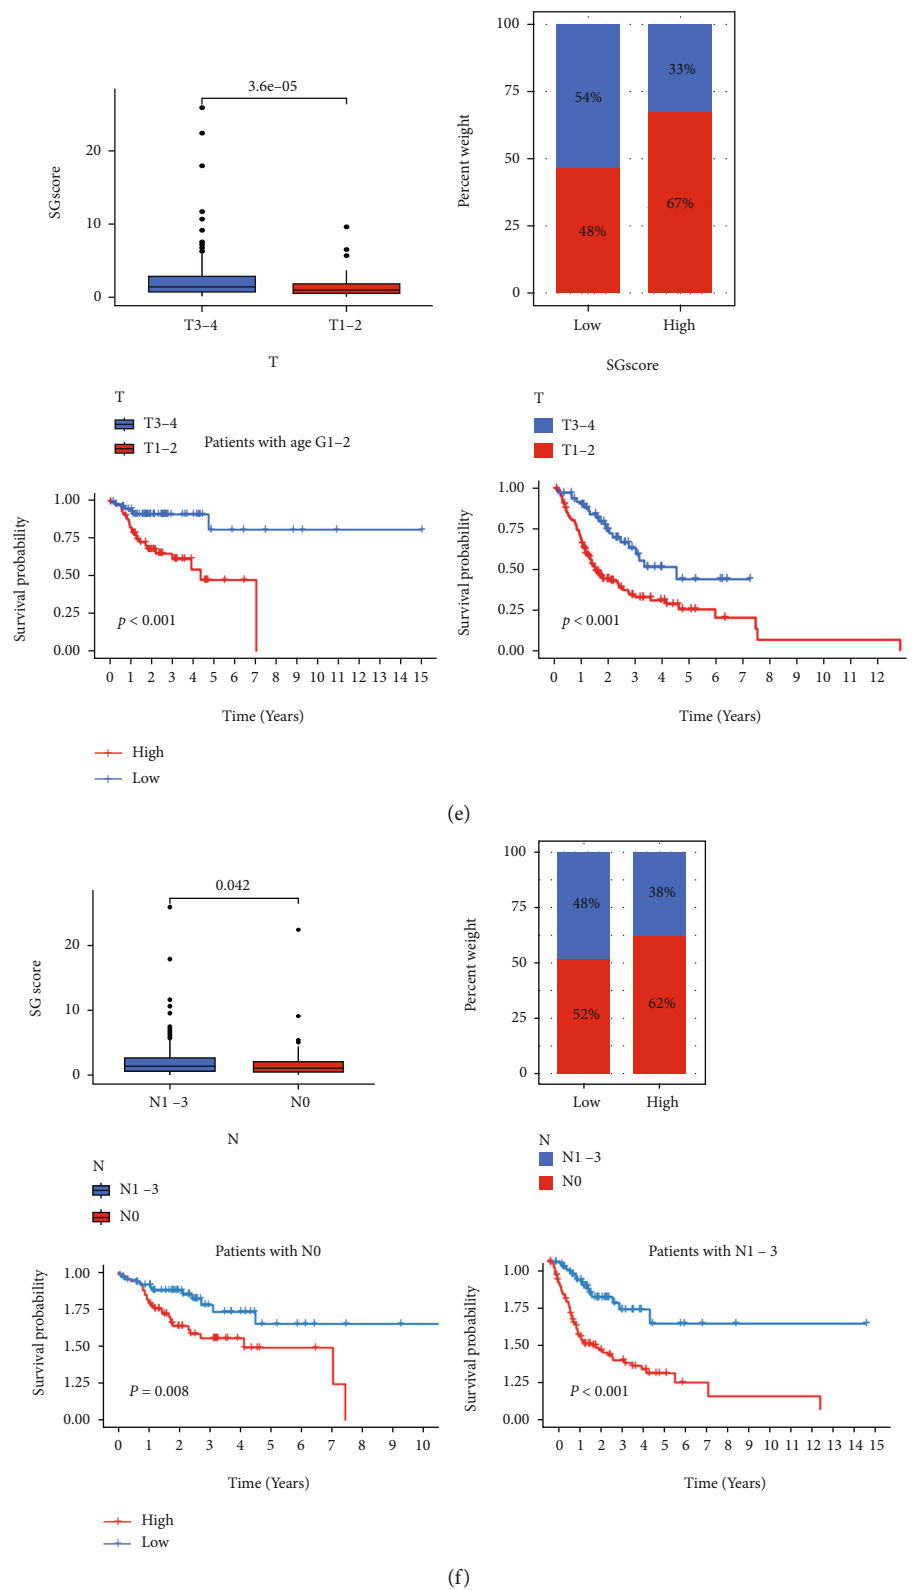 3.6e–05
SGscore
20
10
0
T3–4
T1–2
T
T
T3–4
T1–2
100
75
50
25
0
Percent weight
54%
33%
48%
67%
Low
High
SGscore
T
T3–4
T1–2
Patients with age G1–2
Survival probability
1.00
0.75
0.50
0.25
0.00
p < 0.001
0 1 2 3 4 5 6 7 8 9 10 11 12 13 14 15
Time (Years)
High
Low
Survival probability
1.00
0.75
0.50
0.25
0.00
p < 0.001
0 1 2 3 4 5 6 7 8 9 10 11 12
Time (Years)
(e)
0.042
SG score
20
10
0
N1 –3
N0
N
N
N1 –3
N0
100
75
50
25
0
Percent weight
48%
38%
52%
62%
Low
High
N
N1 –3
N0
Patients with N0
Survival probability
1.00
1.75
1.50
1.25
0.00
P = 0.008
0 1 2 3 4 5 6 7 8 9 10
Time (Years)
High
Low
Patients with N1 – 3
Survival probability
1.00
1.75
1.50
1.25
0.00
P < 0.001
0 1 2 3 4 5 6 7 8 9 10 11 12 13 14 15
Time (Years)
(f)